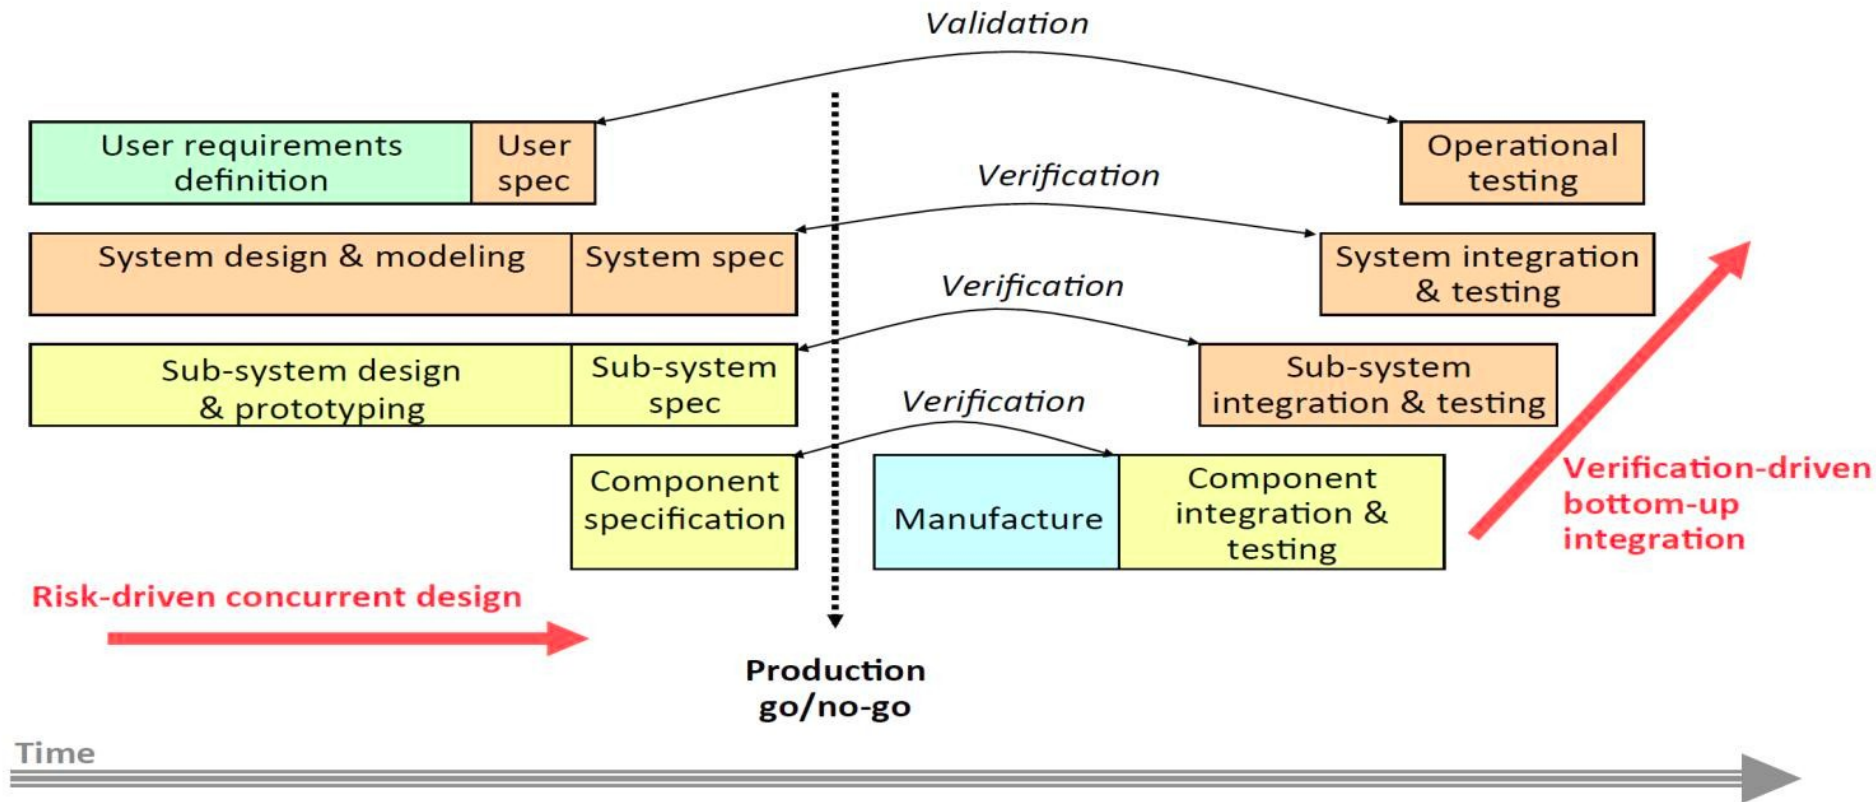 Validation
User requirements
definition
User
spec
Operational
testing
Verification
System design & modeling
System spec
System integration
& testing
Verification
Sub-system design
& prototyping
Sub-system
spec
Sub-system
integration & testing
Verification
Component
specification
Manufacture
Component
integration &
testing
Verification-driven
bottom-up
integration
Risk-driven concurrent design
Production
go/no-go
Time